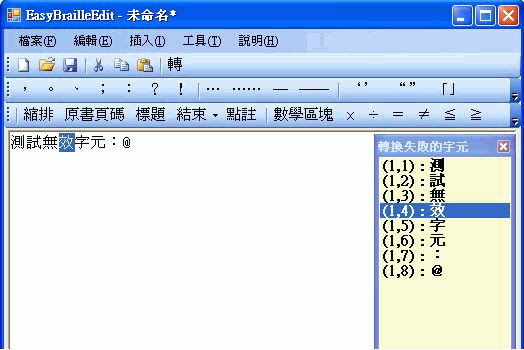 EasyBrailleEdit - 未命名*
檔案(F) 編輯(E) 插入(I) 工具(T) 說明(H)
轉
， 。 、 ； ： ？ ！ … …… — —— ‘’ “” 「」
縮排 原書頁碼 標題 結束 點註 數學區塊 × ÷ = ≠ ≦ ≧
測試無效字元：@
轉換失敗的字元
(1,1)：測
(1,2)：試
(1,3)：無
(1,4)：效
(1,5)：字
(1,6)：元
(1,7)：：
(1,8)：@